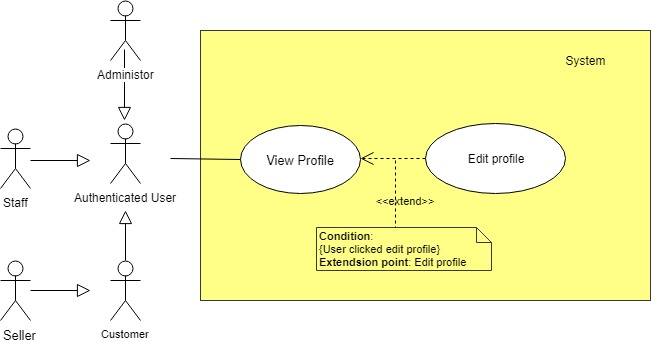 Administor
System
View Profile
Edit profile
Staff
Authenticated User
<<extend>>
Condition:
{User clicked edit profile}
Extendsion point: Edit profile
Seller
Customer